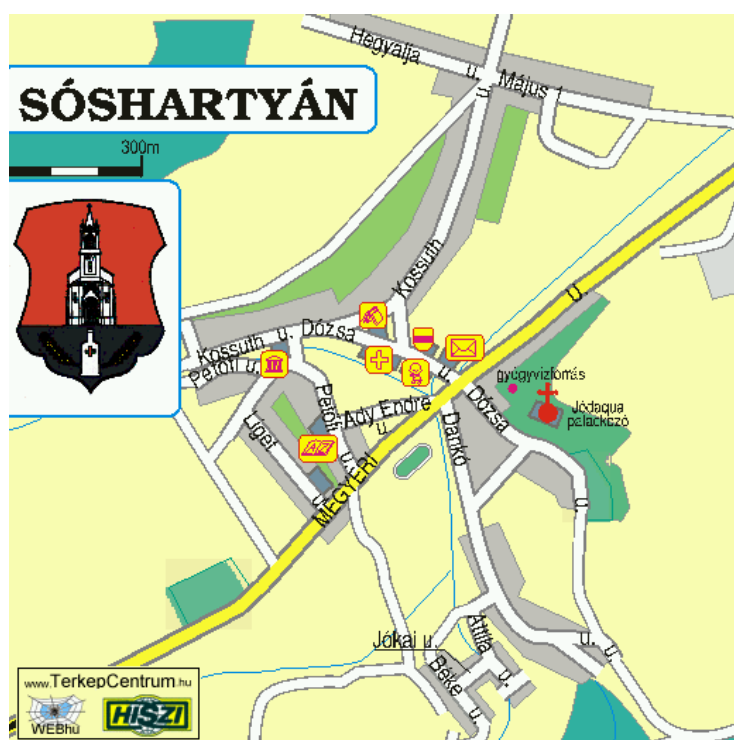 Hegyalja
u.
Május 1
u.
SÓSHARTYÁN
300m
Kossuth
U.
Kossuth
u.
Dózsa
u.
Petőfi u.
Petőfi
u.
Ady Endre
u.
Dózsa
u.
u.
Dankó
u.
Liget
u.
MEGYERI
gyógyvízforrás
Jódaqua
palackozó
AZ
Jókai u.
Attila
u.
Béke
u.
www.TerkepCentrum.hu
WEBhu
HISZI